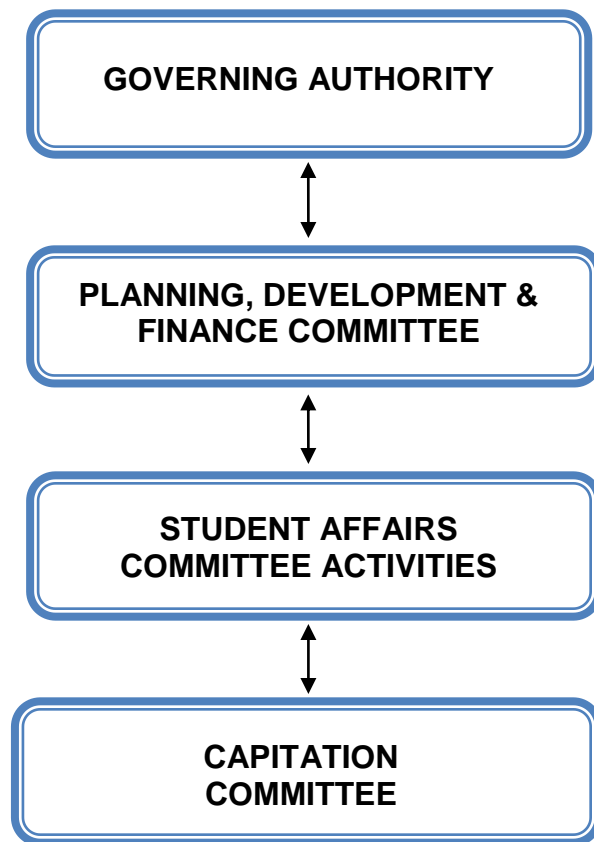 GOVERNING AUTHORITY
PLANNING, DEVELOPMENT &
FINANCE COMMITTEE
STUDENT AFFAIRS
COMMITTEE ACTIVITIES
CAPITATION
COMMITTEE